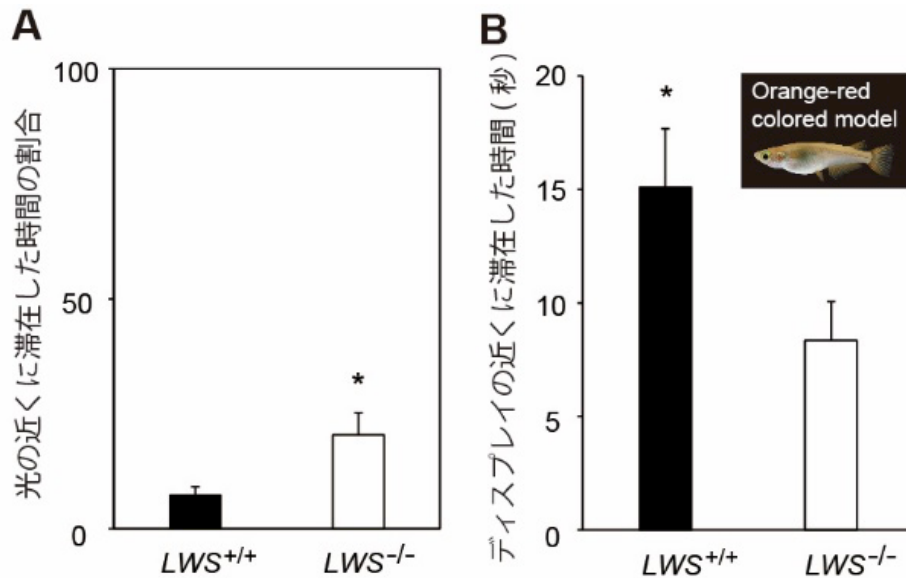 A
光の近くに滞在した時間の割合
100
50
0
LWS+/+
LWS−/−
B
ディスプレイの近くに滞在した時間(秒)
20
15
10
5
0
*
*
Orange-red
colored model
LWS+/+
LWS−/−